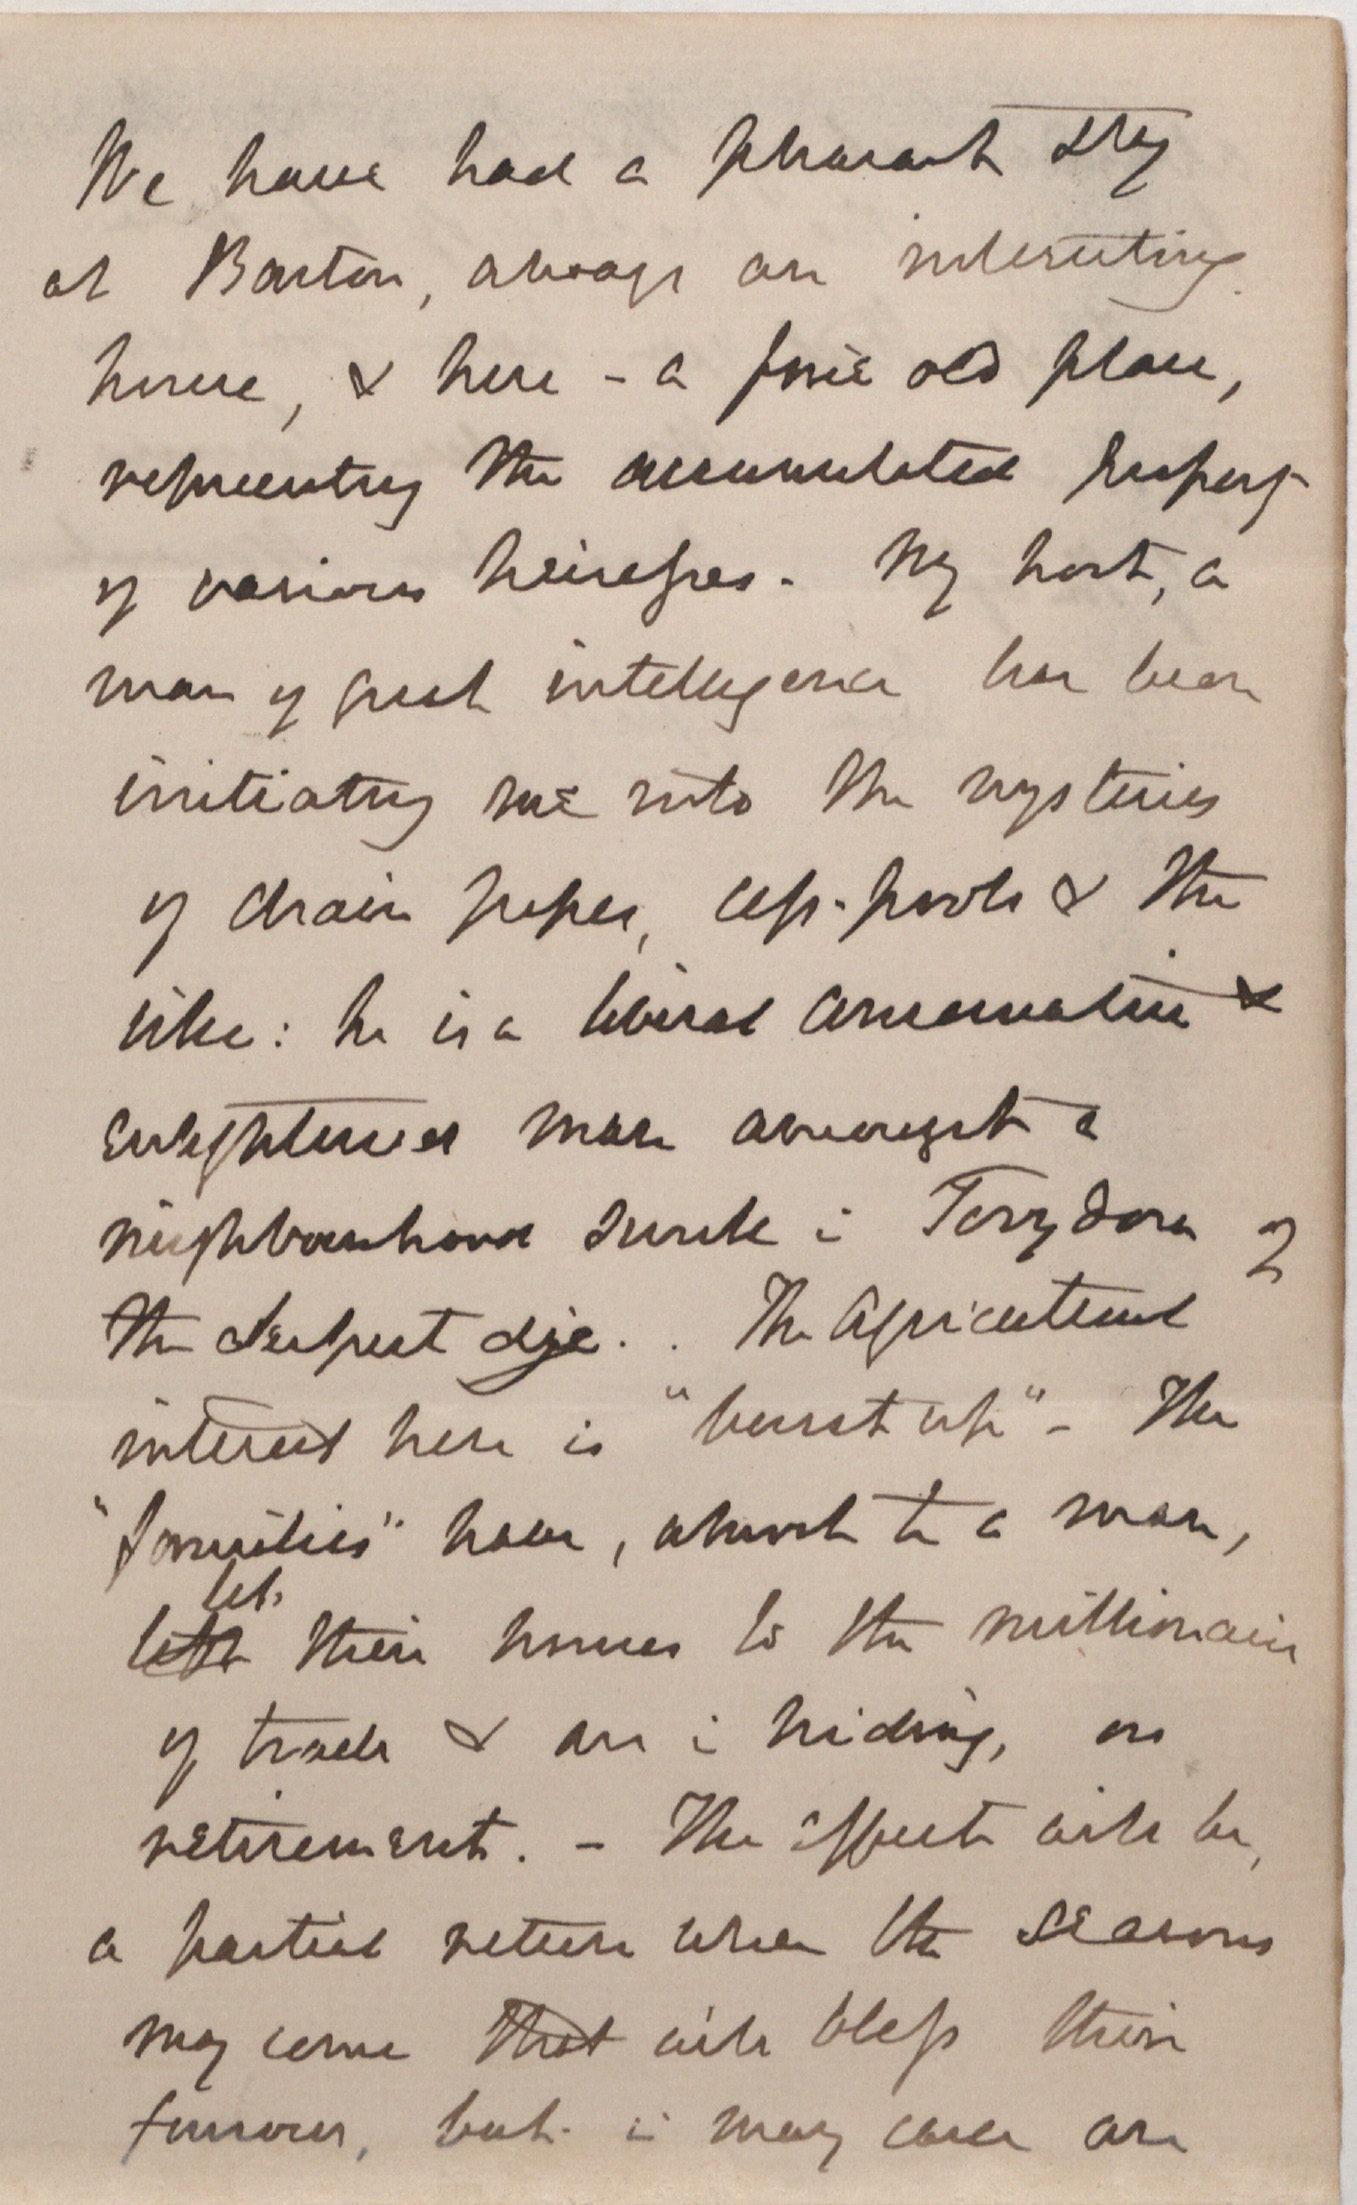 We have had a pleasant stay
at Barton, always an interesting
house, & here - a fine old place,
representing the accumulated property
of various heiresses. My host, a
man of great intelligence has been
initiating me into the mysteries
of drain pipes, cess-pools & the
like: he is a liberal conservative &
enlightened man amongst a
neighbourhood sunk in Torydom of
the deepest dye. . The agricultural
interest here is "burst up" - The
"families" have, almost to a man,
let their houses to the millionaires
of trade & are in hiding, or
retirement. - The effect will be,
a partial return when the seasons
may come that will bless their
furrows, but in many cases an